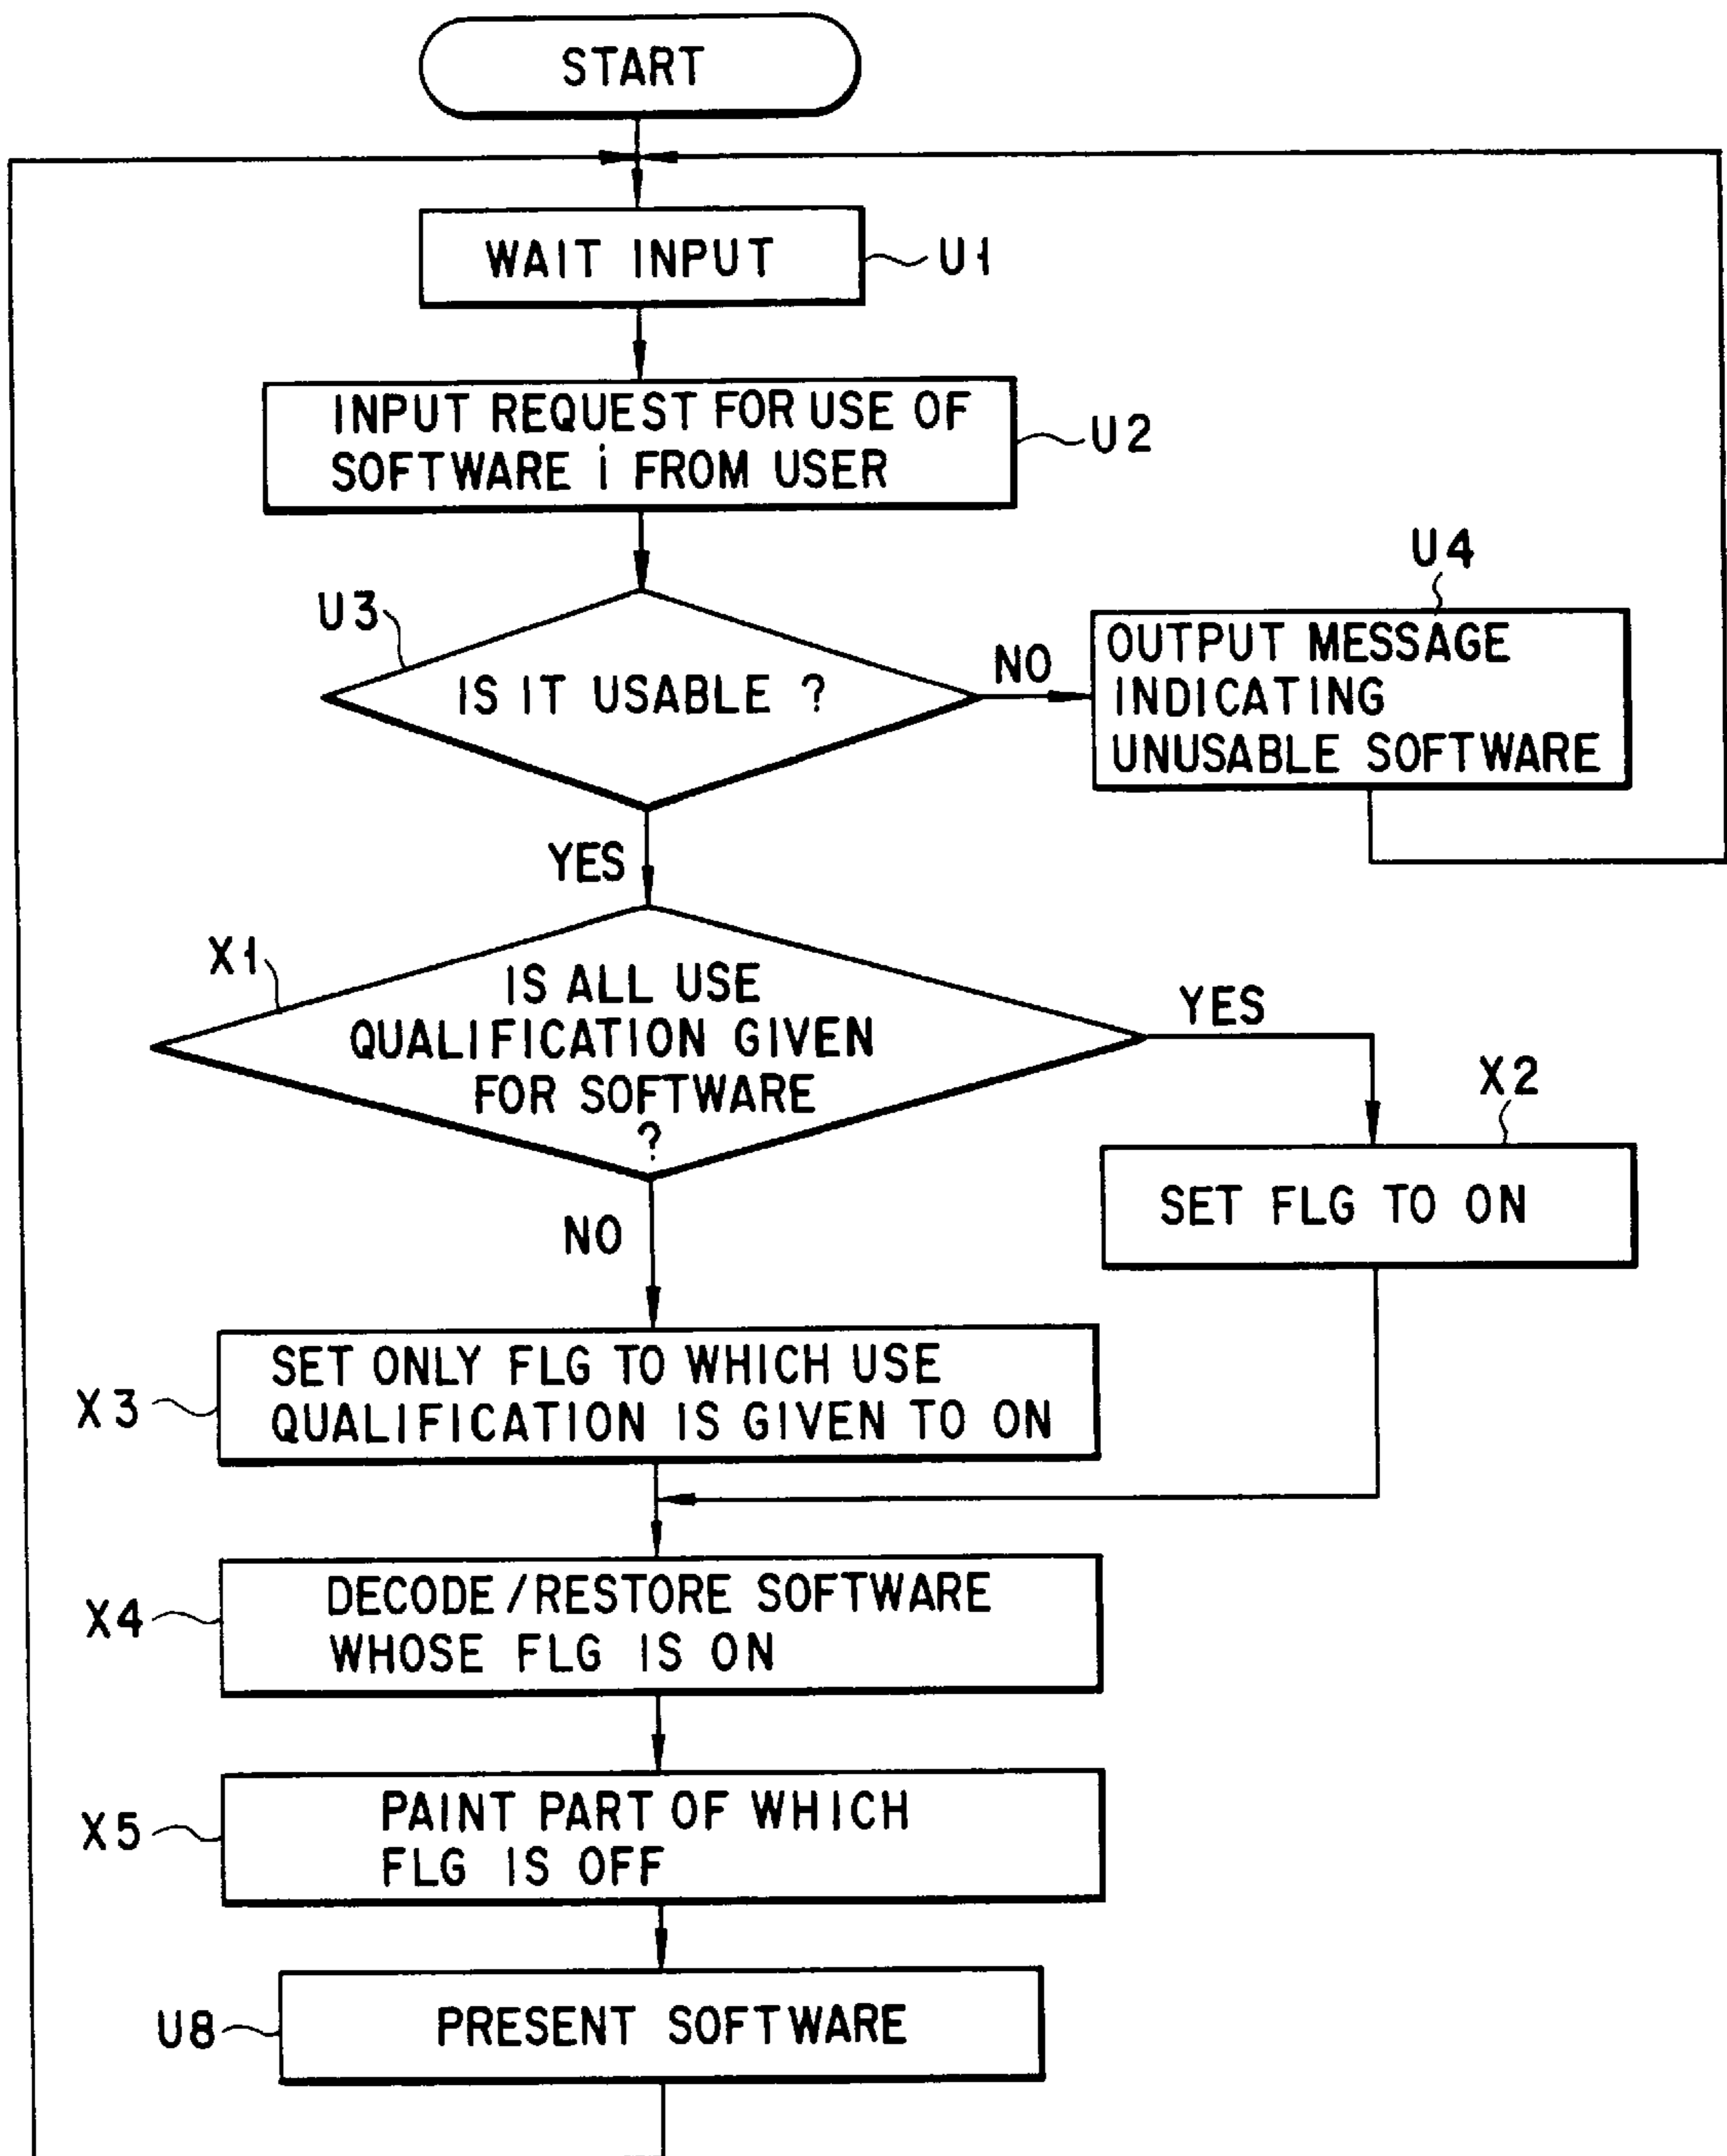 START
WAIT INPUT
U1
INPUT REQUEST FOR USE OF
SOFTWARE i FROM USER
U2
U3
IS IT USABLE ?
NO
U4
OUTPUT MESSAGE
INDICATING
UNUSABLE SOFTWARE
YES
X1
IS ALL USE
QUALIFICATION GIVEN
FOR SOFTWARE
?
YES
X2
SET FLG TO ON
NO
X3
SET ONLY FLG TO WHICH USE
QUALIFICATION IS GIVEN TO ON
X4
DECODE/RESTORE SOFTWARE
WHOSE FLG IS ON
X5
PAINT PART OF WHICH
FLG IS OFF
U8
PRESENT SOFTWARE